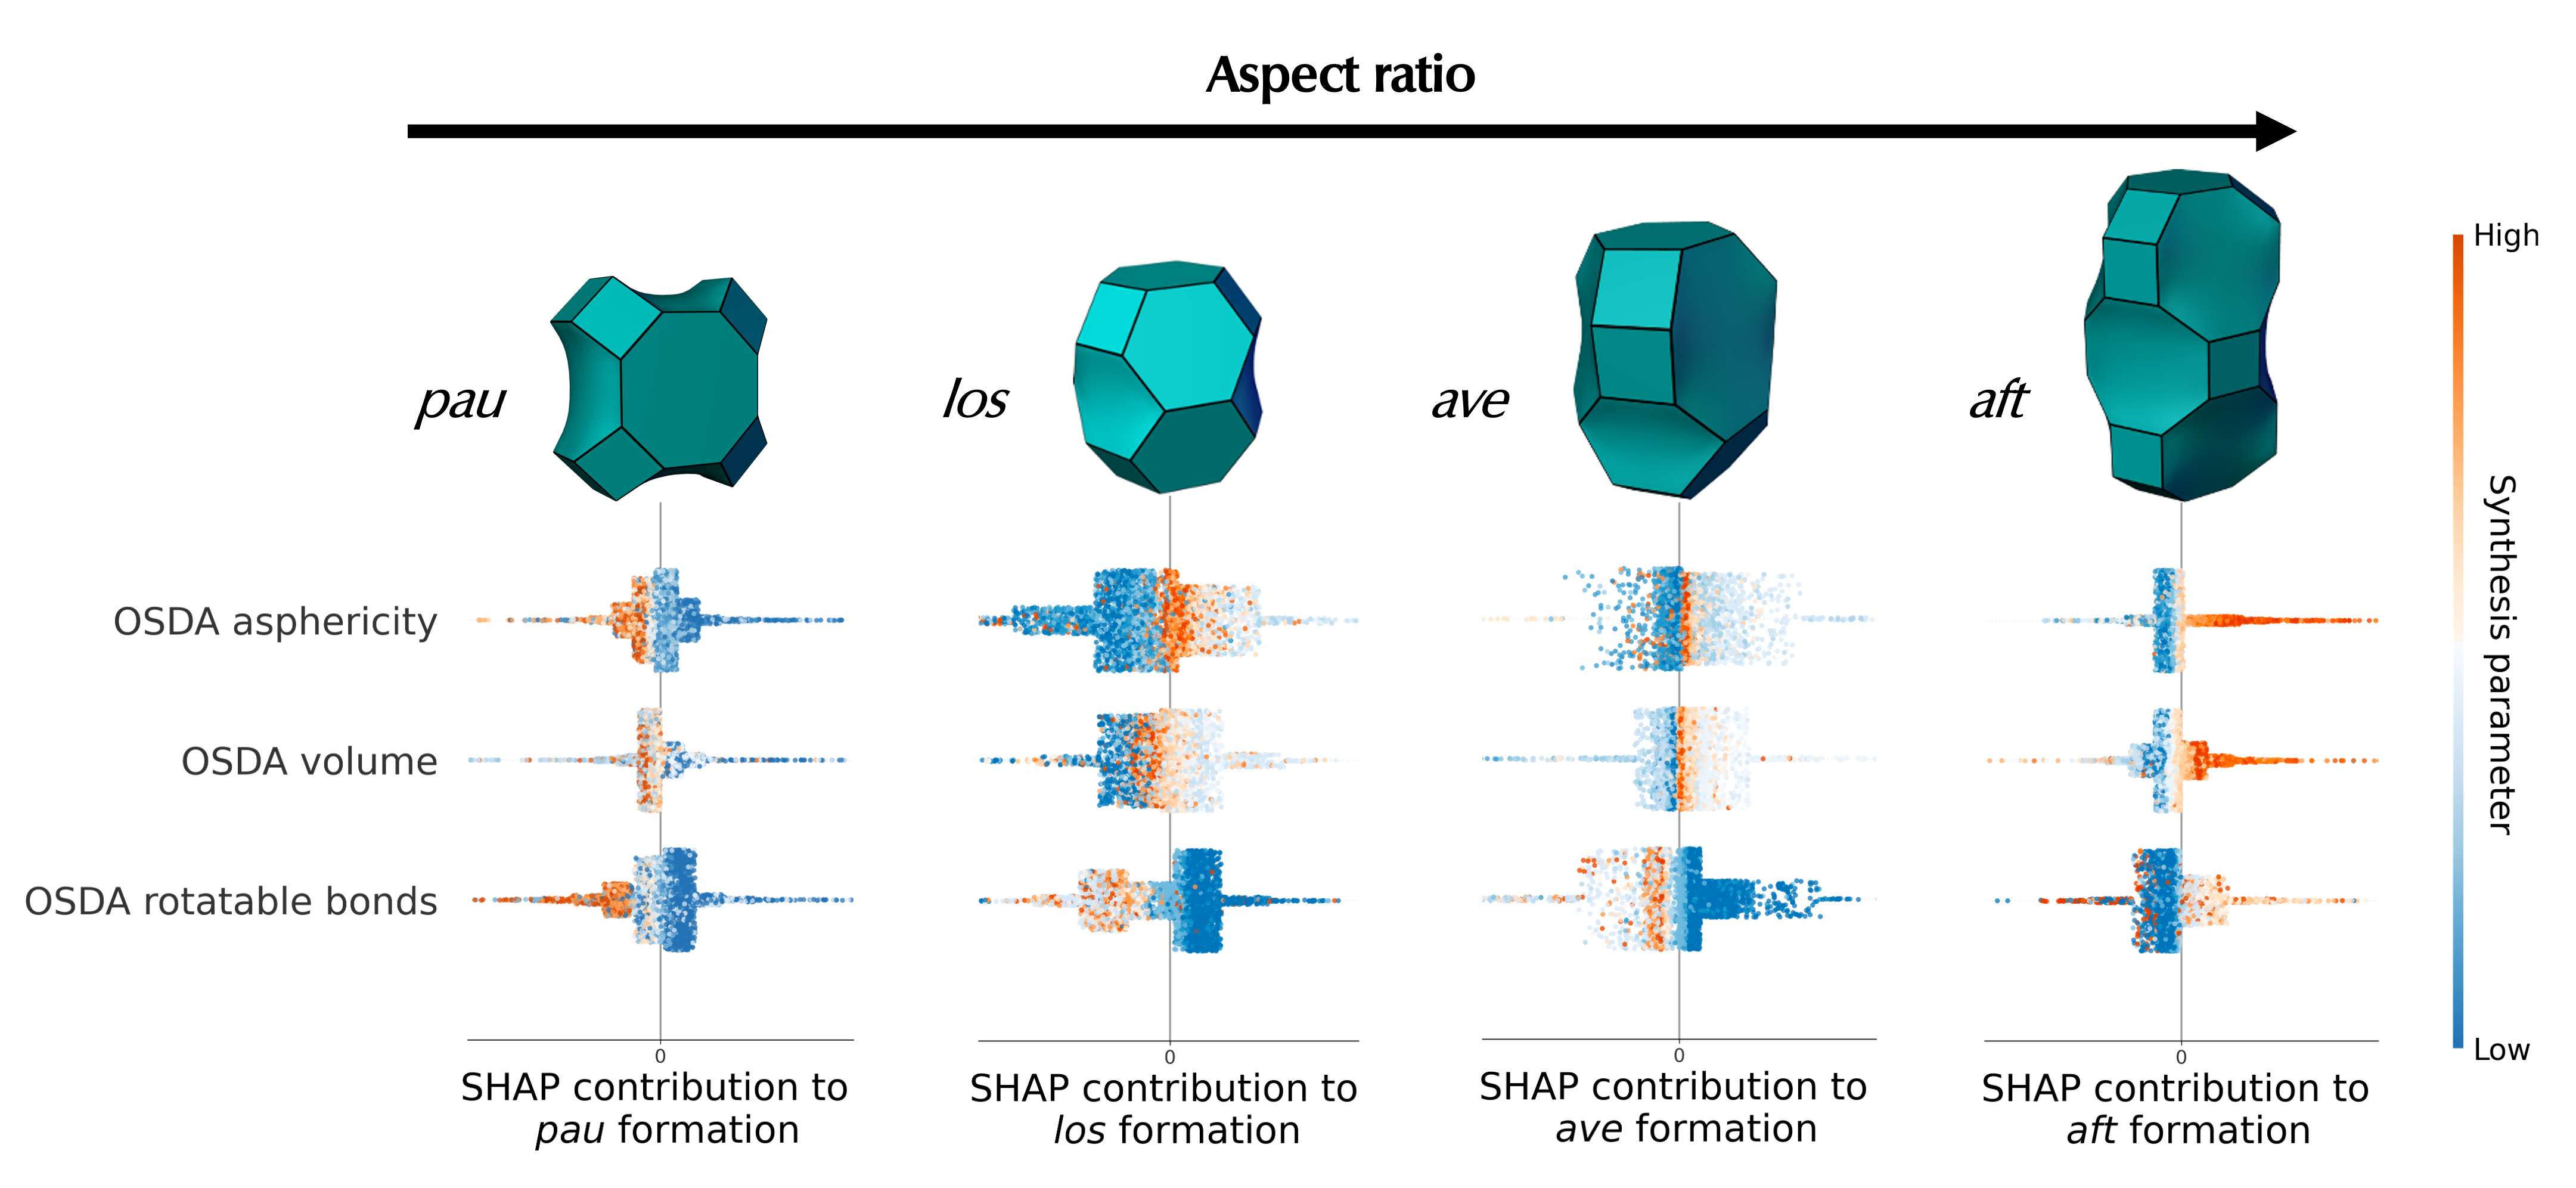 Aspect ratio
High
pau
los
ave
aft
Synthesis parameter
OSDA asphericity
OSDA volume
OSDA rotatable bonds
Low
0
0
0
0
SHAP contribution to
pau formation
SHAP contribution to
los formation
SHAP contribution to
ave formation
SHAP contribution to
aft formation